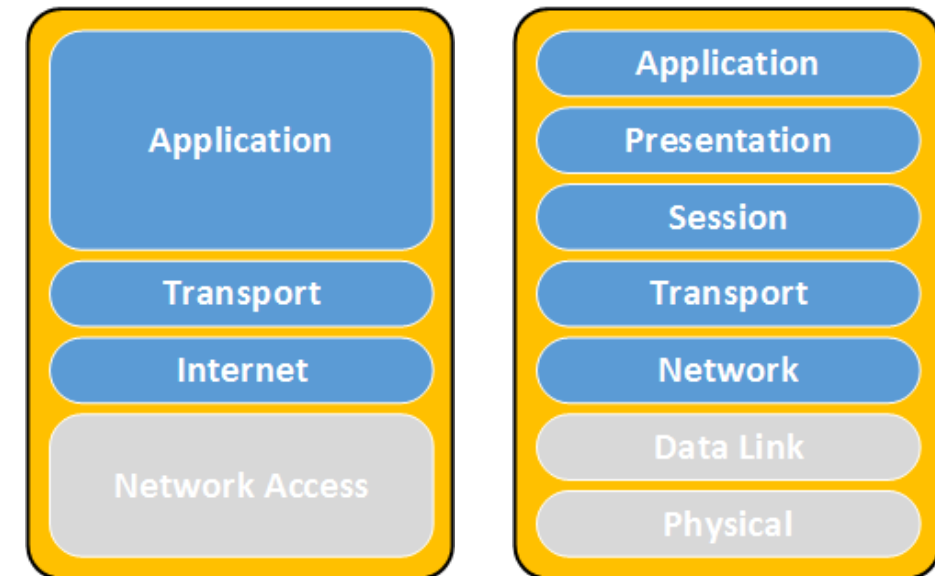 Application
Transport
Internet
Network Access
Application
Presentation
Session
Transport
Network
Data Link
Physical